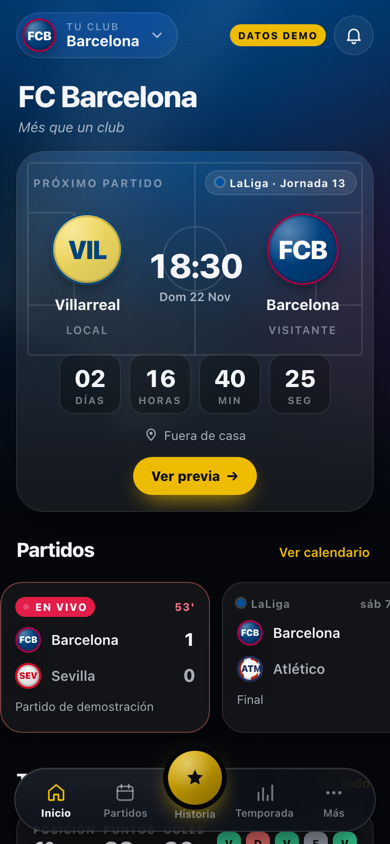 FCB
TU CLUB
Barcelona
DATOS DEMO
FC Barcelona
Més que un club
PRÓXIMO PARTIDO
LaLiga · Jornada 13
VIL
18:30
FCB
Dom 22 Nov
Villarreal
Barcelona
LOCAL
VISITANTE
02 16 40 25
DÍAS HORAS MIN SEG
Fuera de casa
Ver previa →
Partidos
Ver calendario
EN VIVO 53'
FCB Barcelona 1
SEV Sevilla 0
Partido de demostración
LaLiga sáb 7
FCB Barcelona
ATM Atlético
Final
Inicio
Partidos
Historia
Temporada
Más
POSICIÓN PUNTOS GOLES
V D V E V